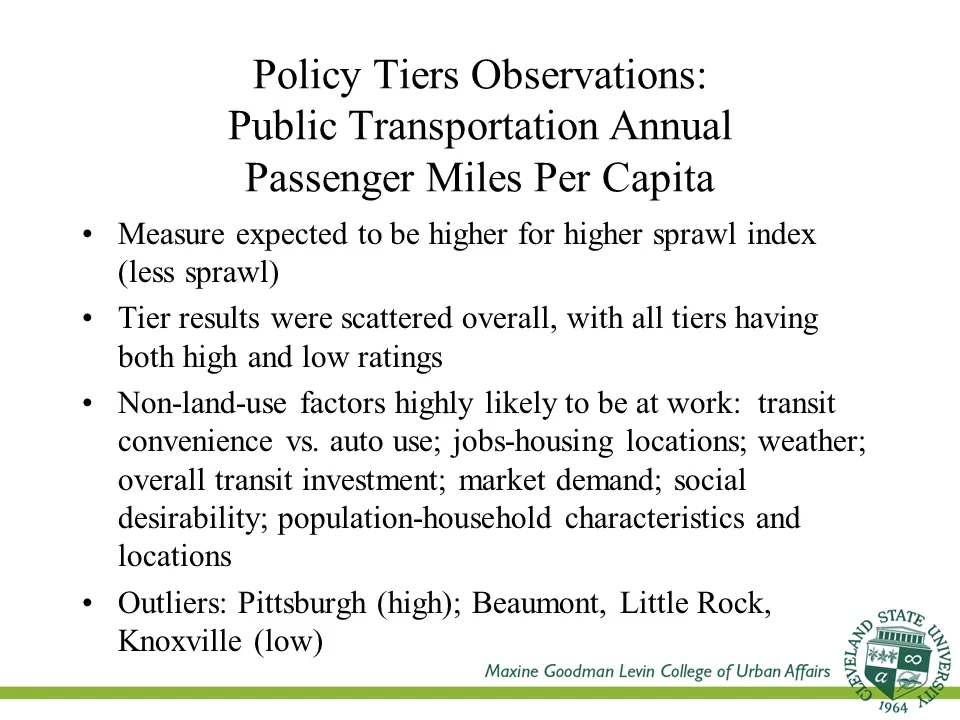 Policy Tiers Observations:
Public Transportation Annual
Passenger Miles Per Capita
• Measure expected to be higher for higher sprawl index
(less sprawl)
• Tier results were scattered overall, with all tiers having
both high and low ratings
• Non-land-use factors highly likely to be at work:  transit
convenience vs. auto use; jobs-housing locations; weather;
overall transit investment; market demand; social
desirability; population-household characteristics and
locations
• Outliers: Pittsburgh (high); Beaumont, Little Rock,
Knoxville (low)
Maxine Goodman Levin College of Urban Affairs
CLEVELAND STATE UNIVERSITY
1964